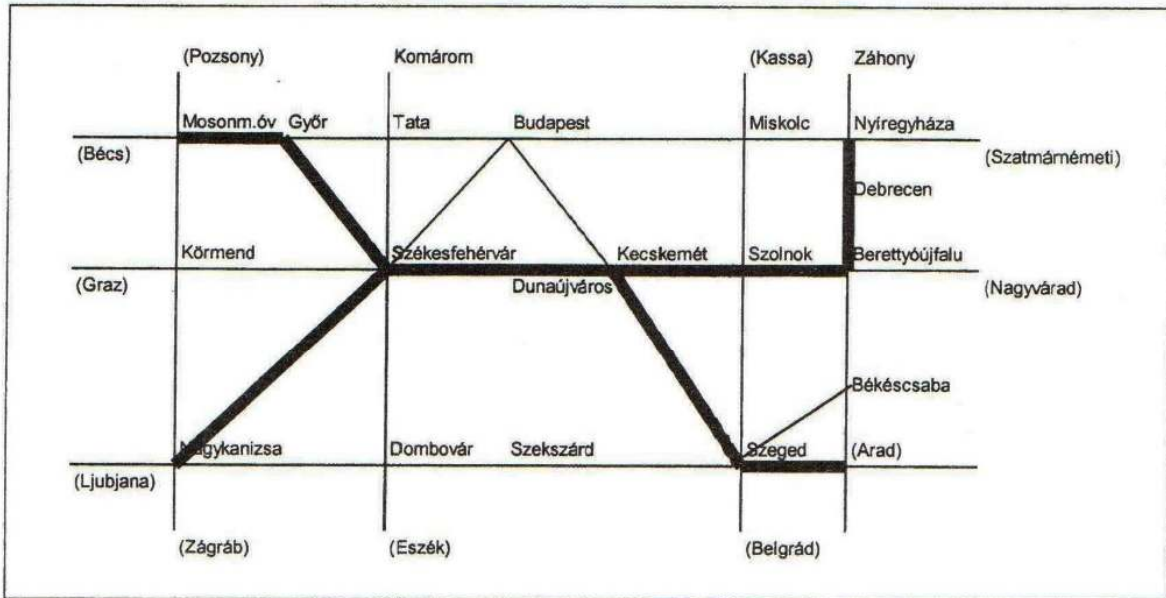 (Pozsony) Komárom (Kassa) Záhony
Mosonm.óv Győr Tata Budapest Miskolc Nyíregyháza
(Bécs) (Szatmárnémeti)
Debrecen
Körmend Székesfehérvár Kecskemét Szolnok Berettyóújfalu
(Graz) Dunaújváros (Nagyvárad)
Békéscsaba
Nagykanizsa Dombovár Szekszárd Szeged (Arad)
(Ljubjana)
(Zágráb) (Eszék) (Belgrád)